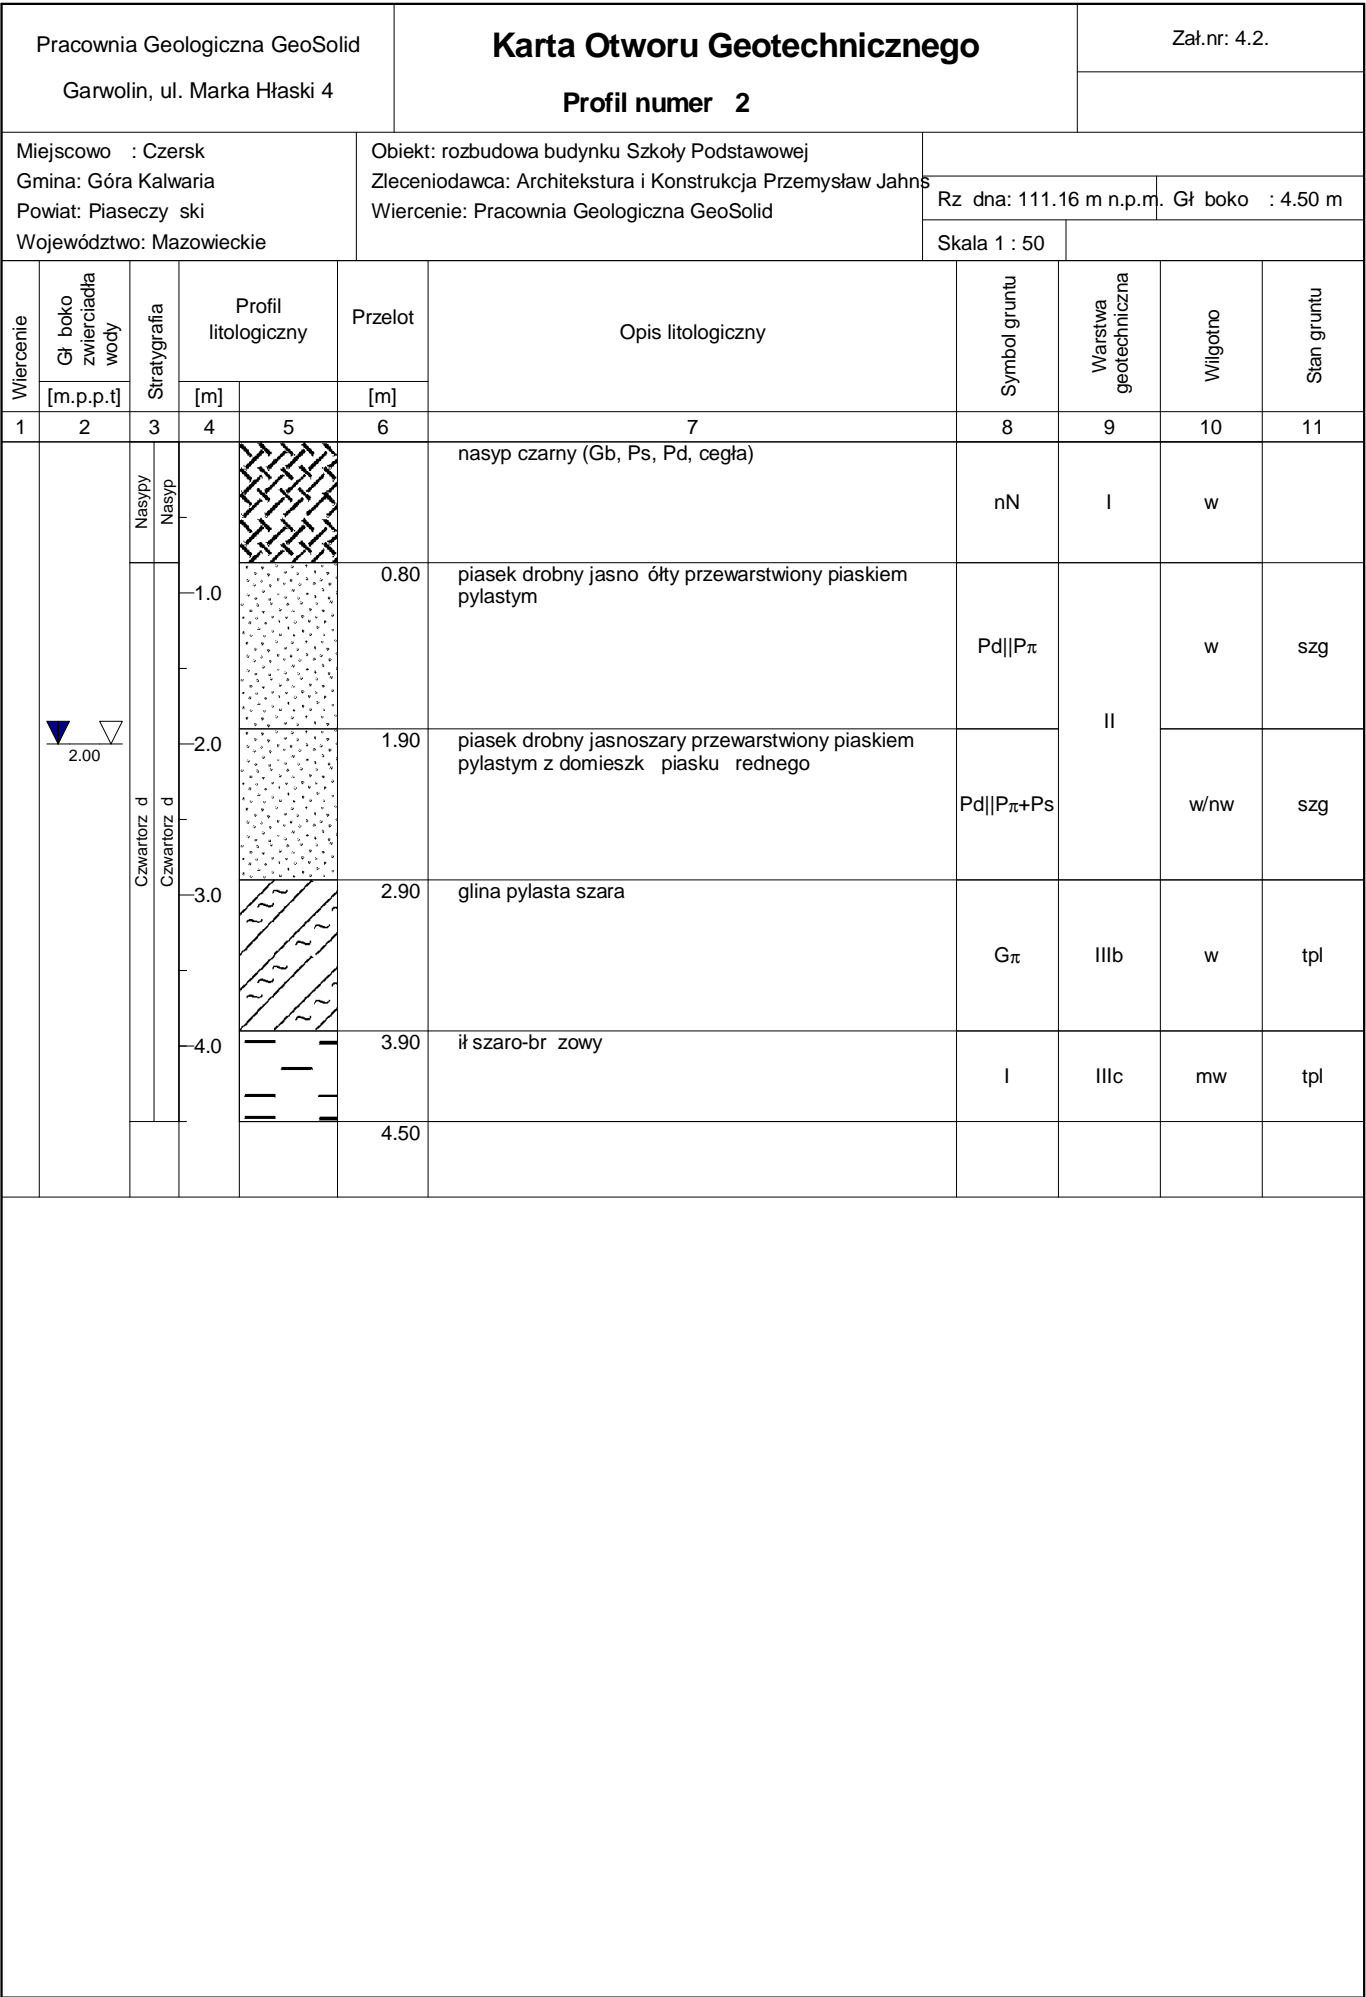 Pracownia Geologiczna GeoSolid
Garwolin, ul. Marka Hłaski 4
Karta Otworu Geotechnicznego
Profil numer 2
Zał.nr: 4.2.
Miejscowo : Czersk
Gmina: Góra Kalwaria
Powiat: Piaseczy ski
Województwo: Mazowieckie
Obiekt: rozbudowa budynku Szkoły Podstawowej
Zleceniodawca: Architekstura i Konstrukcja Przemysław Jahns
Wiercenie: Pracownia Geologiczna GeoSolid
Rz dna: 111.16 m n.p.m. Gł boko : 4.50 m
Skala 1 : 50
Wiercenie
Gł boko
zwierciadła
wody
[m.p.p.t]
Stratygrafia
Profil
litologiczny
[m]
Przelot
[m]
Opis litologiczny
Symbol gruntu
Warstwa
geotechniczna
Wilgotno
Stan gruntu
1 2 3 4 5 6 7 8 9 10 11
Nasypy
Nasyp
nasyp czarny (Gb, Ps, Pd, cegła)
nN I w
1.0
0.80
piasek drobny jasno ółty przewarstwiony piaskiem
pylastym
Pd||Pπ
w szg
II
2.00
2.0
1.90
piasek drobny jasnoszary przewarstwiony piaskiem
pylastym z domieszk piasku rednego
Pd||Pπ+Ps
w/nw szg
Czwartorz d
Czwartorz d
3.0
2.90
glina pylasta szara
Gπ IIIb w tpl
4.0
3.90
ił szaro-br zowy
I IIIc mw tpl
4.50